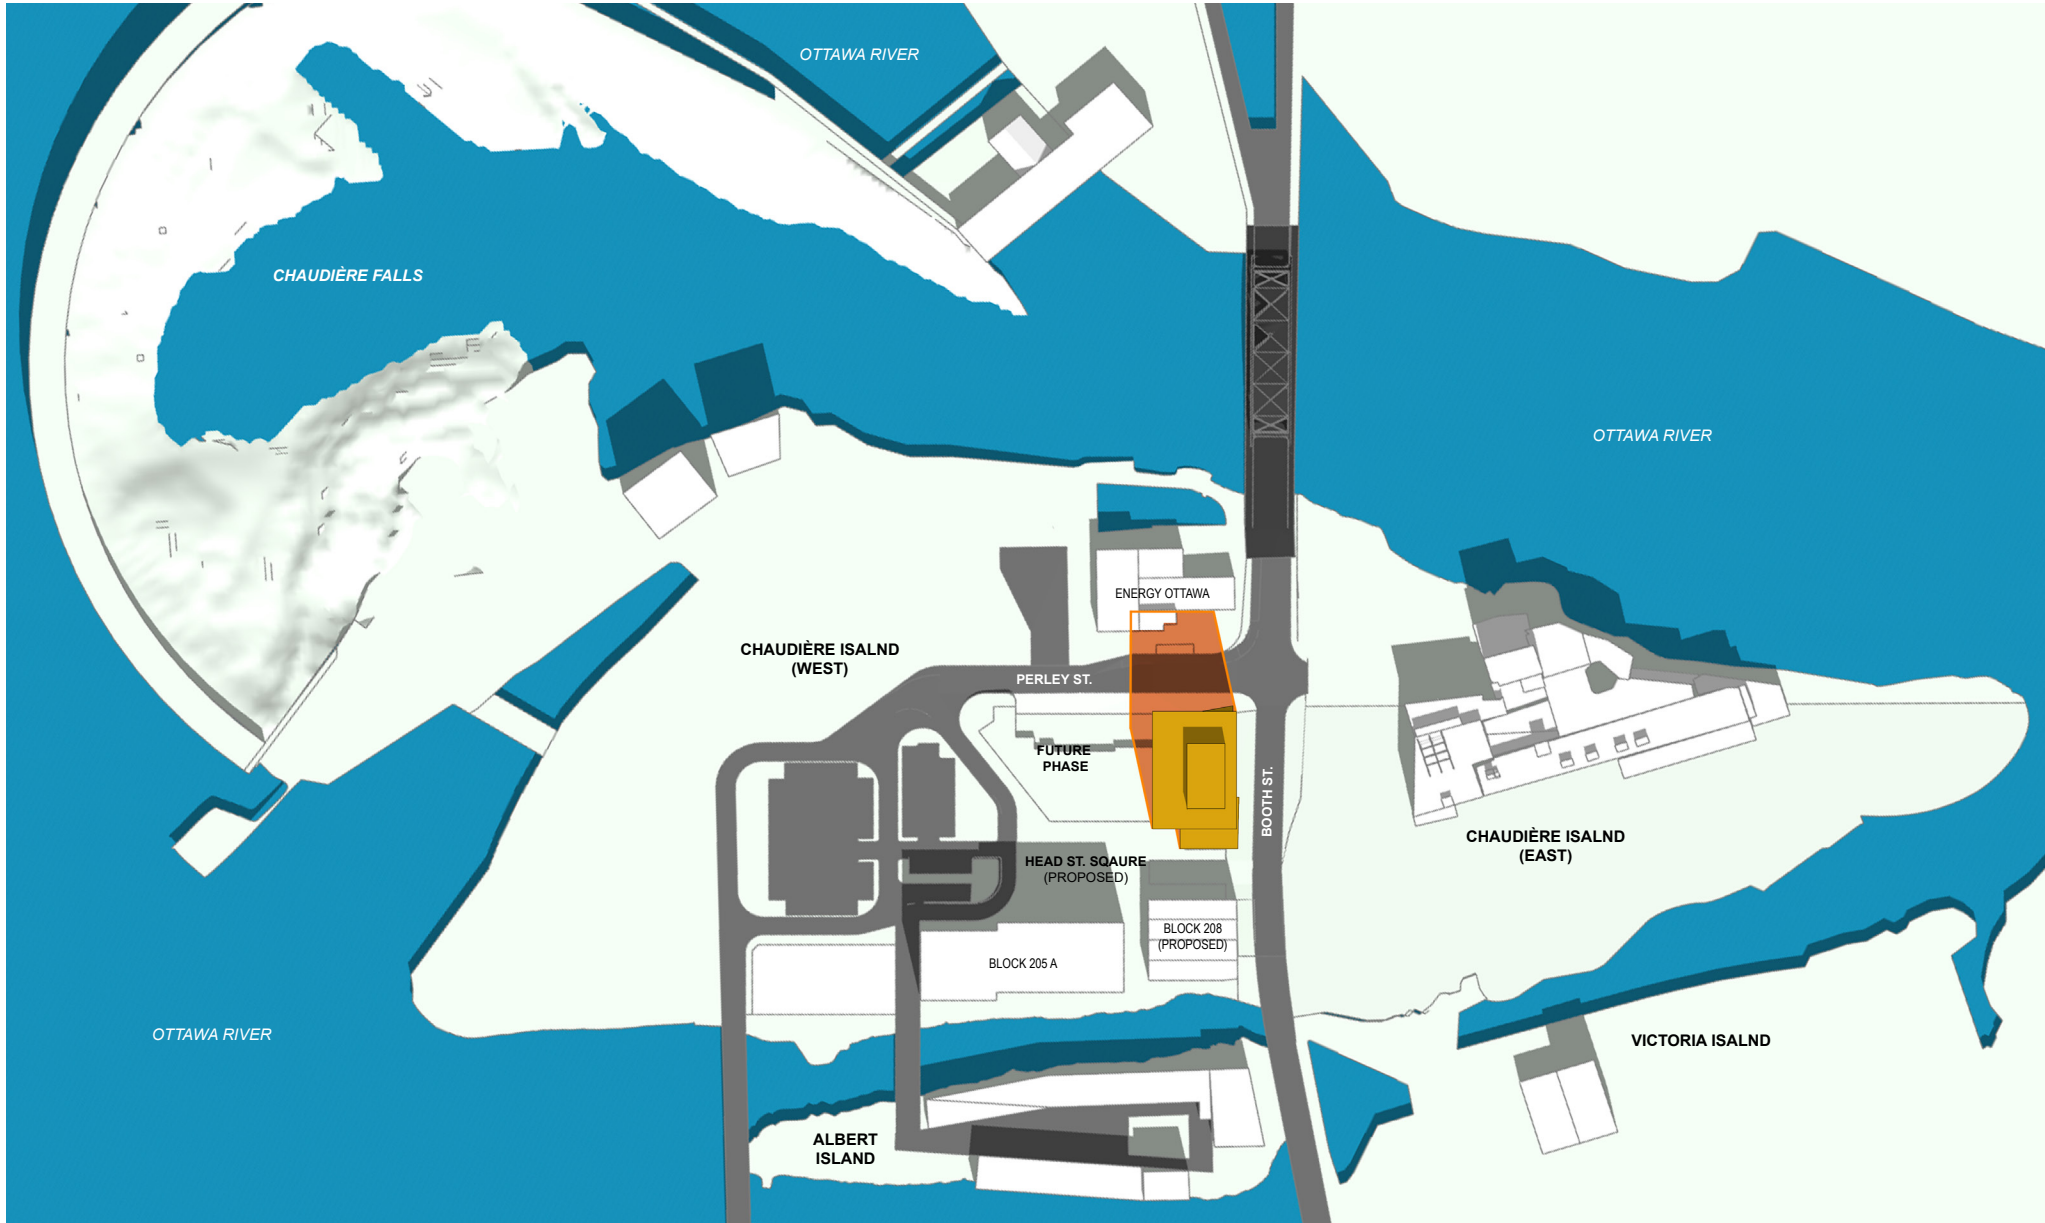 OTTAWA RIVER
CHAUDIÈRE FALLS
OTTAWA RIVER
ENERGY OTTAWA
CHAUDIÈRE ISALND
(WEST)
PERLEY ST.
FUTURE
PHASE
BOOTH ST.
CHAUDIÈRE ISALND
(EAST)
HEAD ST. SQAURE
(PROPOSED)
BLOCK 208
(PROPOSED)
BLOCK 205 A
OTTAWA RIVER
VICTORIA ISALND
ALBERT
ISLAND